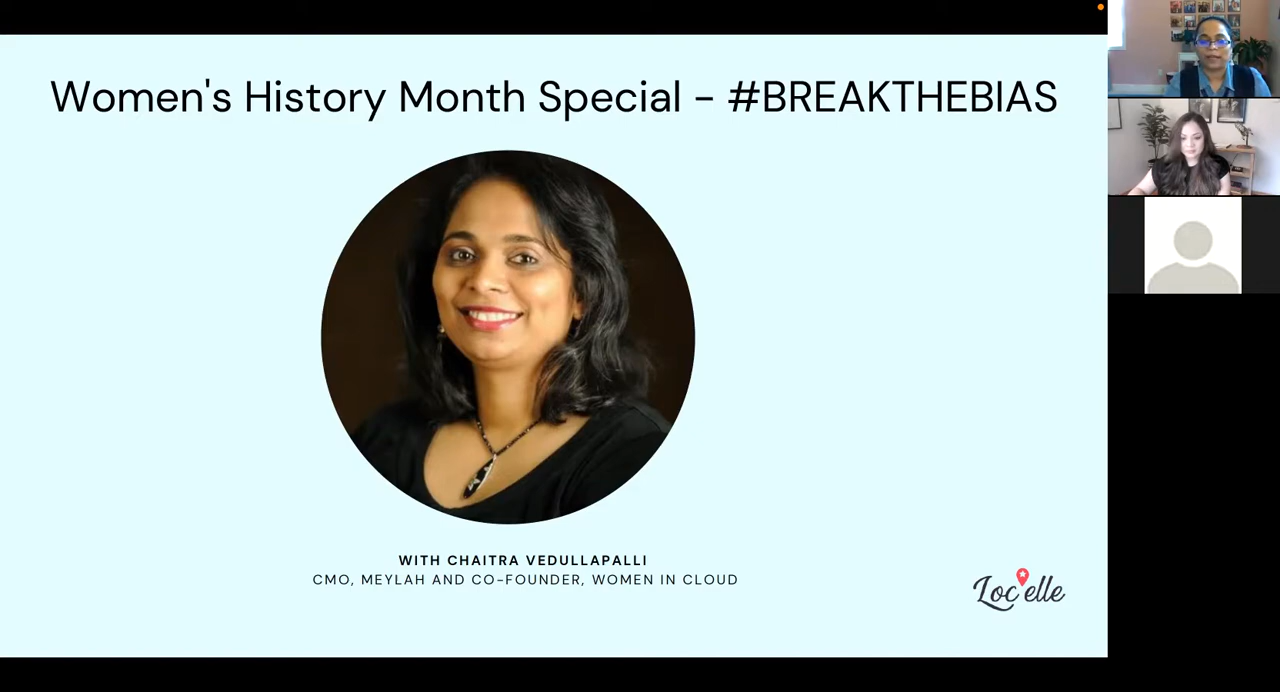 Women's History Month Special - #BREAKTHEBIAS
WITH CHAITRA VEDULLAPALLI
CMO, MEYLAH AND CO-FOUNDER, WOMEN IN CLOUD
Loc'elle